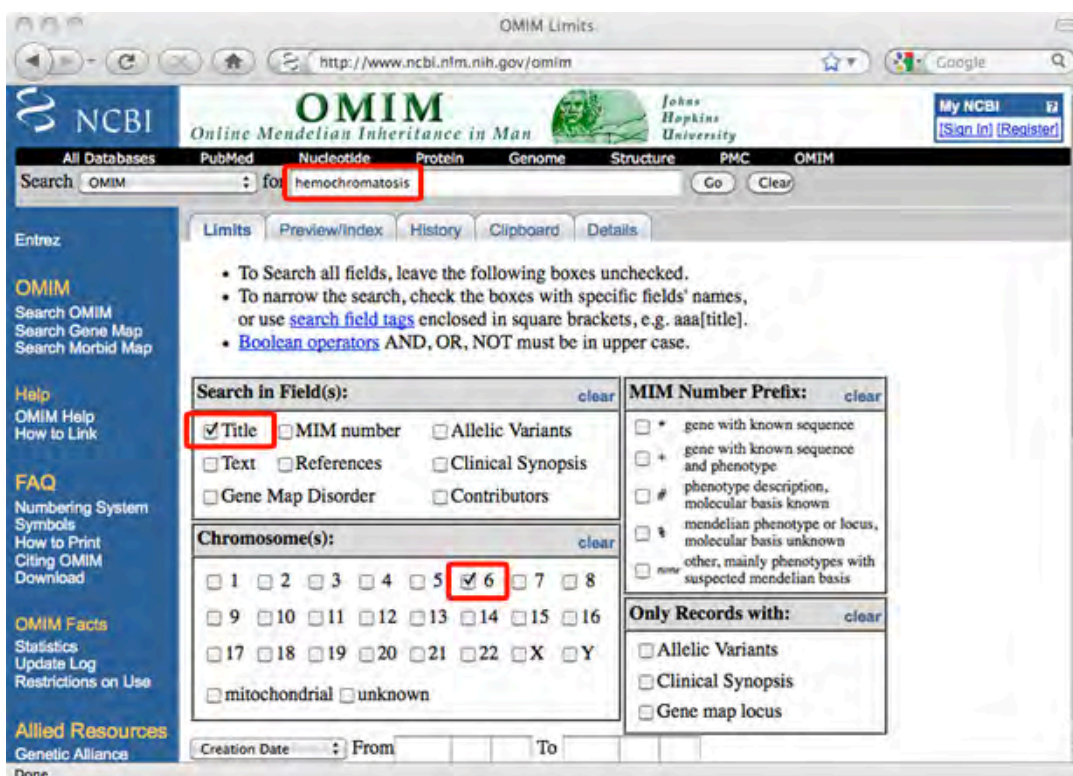 OMIM Limits
http://www.ncbi.nlm.nih.gov/omim
Google
NCBI
OMIM
Online Mendelian Inheritance in Man
Johns
Hopkins
University
My NCBI
[Sign In] [Register]
All Databases PubMed Nucleotide Protein Genome Structure PMC OMIM
Search OMIM for hemochromatosis Go Clear
Limits Preview/Index History Clipboard Details
• To Search all fields, leave the following boxes unchecked.
• To narrow the search, check the boxes with specific fields' names,
or use search field tags enclosed in square brackets, e.g. aaa[title].
• Boolean operators AND, OR, NOT must be in upper case.
Entrez
OMIM
Search OMIM
Search Gene Map
Search Morbid Map
Help
OMIM Help
How to Link
FAQ
Numbering System
Symbols
How to Print
Citing OMIM
Download
OMIM Facts
Statistics
Update Log
Restrictions on Use
Allied Resources
Genetic Alliance
Search in Field(s): clear
Title MIM number Allelic Variants
Text References Clinical Synopsis
Gene Map Disorder Contributors
Chromosome(s): clear
1 2 3 4 5 6 7 8
9 10 11 12 13 14 15 16
17 18 19 20 21 22 X Y
mitochondrial unknown
MIM Number Prefix: clear
* gene with known sequence
+ gene with known sequence
and phenotype
# phenotype description,
molecular basis known
% mendelian phenotype or locus,
molecular basis unknown
none other, mainly phenotypes with
suspected mendelian basis
Only Records with: clear
Allelic Variants
Clinical Synopsis
Gene map locus
Creation Date From To
Done